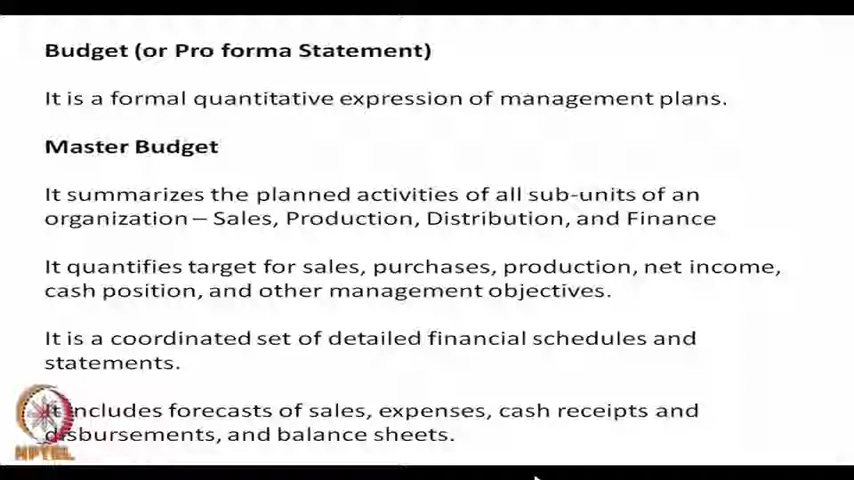 Budget (or Pro forma Statement)
It is a formal quantitative expression of management plans.
Master Budget
It summarizes the planned activities of all sub-units of an
organization – Sales, Production, Distribution, and Finance
It quantifies target for sales, purchases, production, net income,
cash position, and other management objectives.
It is a coordinated set of detailed financial schedules and
statements.
It includes forecasts of sales, expenses, cash receipts and
disbursements, and balance sheets.
NPTEL